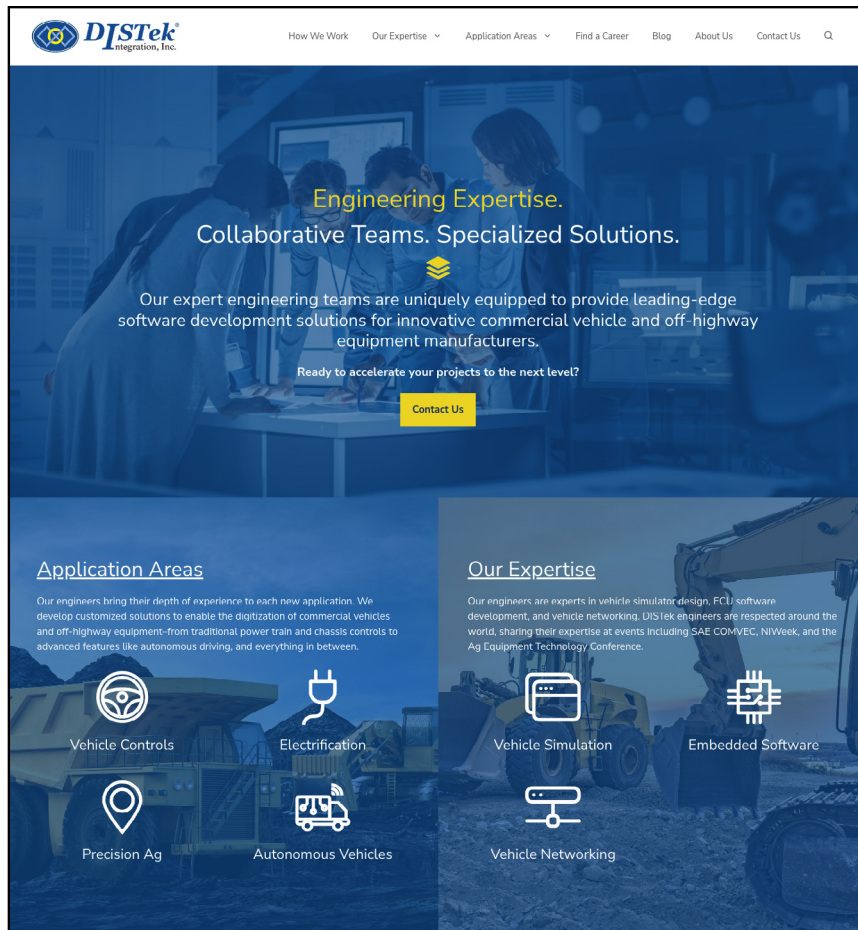 DISTek®
ntegration, Inc.
How We Work Our Expertise Application Areas Find a Career Blog About Us Contact Us
Engineering Expertise.
Collaborative Teams. Specialized Solutions.
Our expert engineering teams are uniquely equipped to provide leading-edge
software development solutions for innovative commercial vehicle and off-highway
equipment manufacturers.
Ready to accelerate your projects to the next level?
Contact Us
Application Areas
Our engineers bring their depth of experience to each new application. We
develop customized solutions to enable the digitization of commercial vehicles
and off-highway equipment–from traditional power train and chassis controls to
advanced features like autonomous driving, and everything in between.
Vehicle Controls
Electrification
Precision Ag
Autonomous Vehicles
Our Expertise
Our engineers are experts in vehicle simulator design, ECU software
development, and vehicle networking. DISTek engineers are respected around the
world, sharing their expertise at events including SAE COMVEC, NIWeek, and the
Ag Equipment Technology Conference.
Vehicle Simulation
Embedded Software
Vehicle Networking